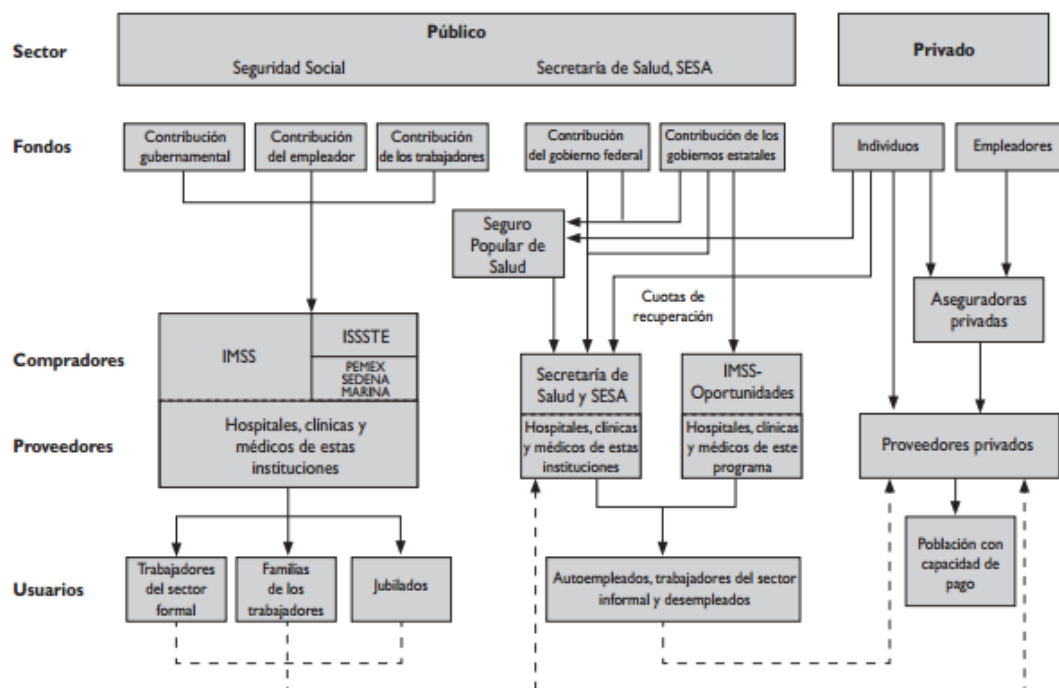 Sector
Público
Seguridad Social
Secretaría de Salud, SESA
Privado
Fondos
Contribución
gubernamental
Contribución
del empleador
Contribución
de los trabajadores
Contribución
del gobierno federal
Contribución de los
gobiernos estatales
Individuos
Empleadores
Seguro
Popular de
Salud
Cuotas de
recuperación
Aseguradoras
privadas
Compradores
IMSS
ISSSTE
PEMEX
SEDENA
MARINA
Secretaría de
Salud y SESA
IMSS-
Oportunidades
Proveedores
Hospitales, clínicas y
médicos de estas
instituciones
Hospitales, clínicas
y médicos de estas
instituciones
Hospitales, clínicas
y médicos de este
programa
Proveedores privados
Usuarios
Trabajadores
del sector
formal
Familias
de los
trabajadores
Jubilados
Autoempleados, trabajadores del sector
informal y desempleados
Población con
capacidad de
pago